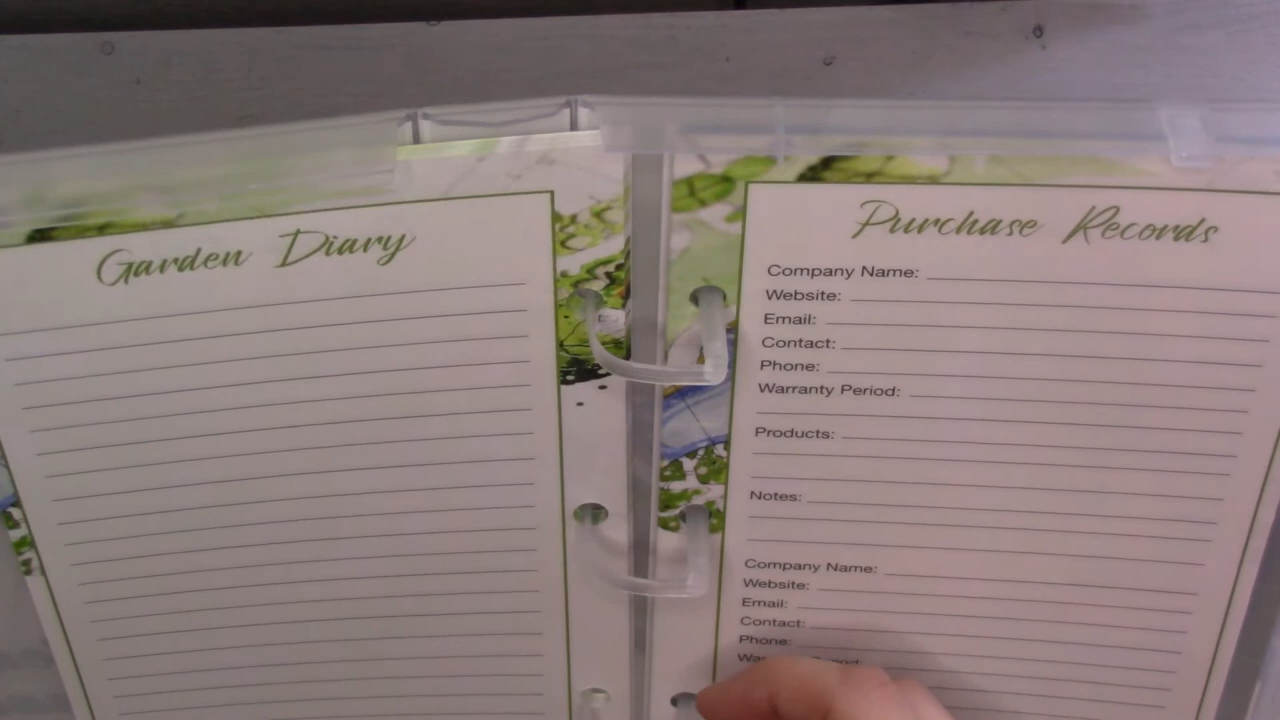 Garden Diary
Purchase Records
Company Name:
Website:
Email:
Contact:
Phone:
Warranty Period:
Products:
Notes:
Company Name:
Website:
Email:
Contact:
Phone: